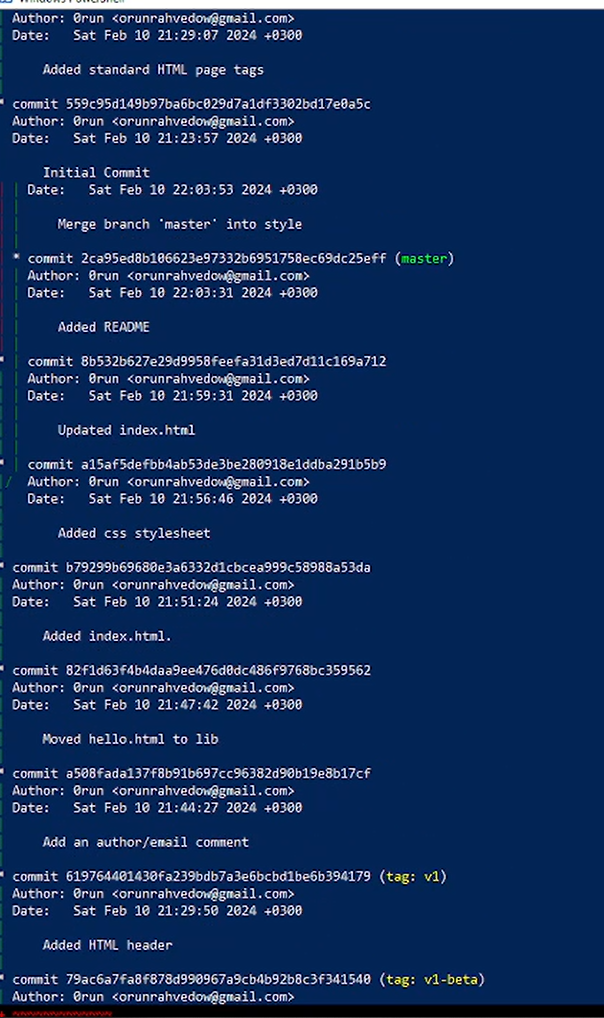 Author: 0run <orunrahvedow@gmail.com>
Date:   Sat Feb 10 21:29:07 2024 +0300
Added standard HTML page tags
* commit 559c95d149b97ba6bc029d7a1df3302bd17e0a5c
Author: 0run <orunrahvedow@gmail.com>
Date:   Sat Feb 10 21:23:57 2024 +0300
Initial Commit
Date:   Sat Feb 10 22:03:53 2024 +0300
Merge branch 'master' into style
* commit 2ca95ed8b106623e97332b6951758ec69dc25eff (master)
Author: 0run <orunrahvedow@gmail.com>
Date:   Sat Feb 10 22:03:31 2024 +0300
Added README
* commit 8b532b627e29d9958feefa31d3ed7d11c169a712
Author: 0run <orunrahvedow@gmail.com>
Date:   Sat Feb 10 21:59:31 2024 +0300
Updated index.html
* commit a15af5defbb4ab53de3be280918e1ddba291b5b9
Author: 0run <orunrahvedow@gmail.com>
Date:   Sat Feb 10 21:56:46 2024 +0300
Added css stylesheet
* commit b79299b69680e3a6332d1cbcea999c58988a53da
Author: 0run <orunrahvedow@gmail.com>
Date:   Sat Feb 10 21:51:24 2024 +0300
Added index.html.
* commit 82f1d63f4b4daa9ee476d0dc486f9768bc359562
Author: 0run <orunrahvedow@gmail.com>
Date:   Sat Feb 10 21:47:42 2024 +0300
Moved hello.html to lib
* commit a508fada137f8b91b697cc96382d90b19e8b17cf
Author: 0run <orunrahvedow@gmail.com>
Date:   Sat Feb 10 21:44:27 2024 +0300
Add an author/email comment
* commit 619764401430fa239bdb7a3e6bcbd1be6b394179 (tag: v1)
Author: 0run <orunrahvedow@gmail.com>
Date:   Sat Feb 10 21:29:50 2024 +0300
Added HTML header
* commit 79ac6a7fa8f878d990967a9cb4b92b8c3f341540 (tag: v1-beta)
Author: 0run <orunrahvedow@gmail.com>